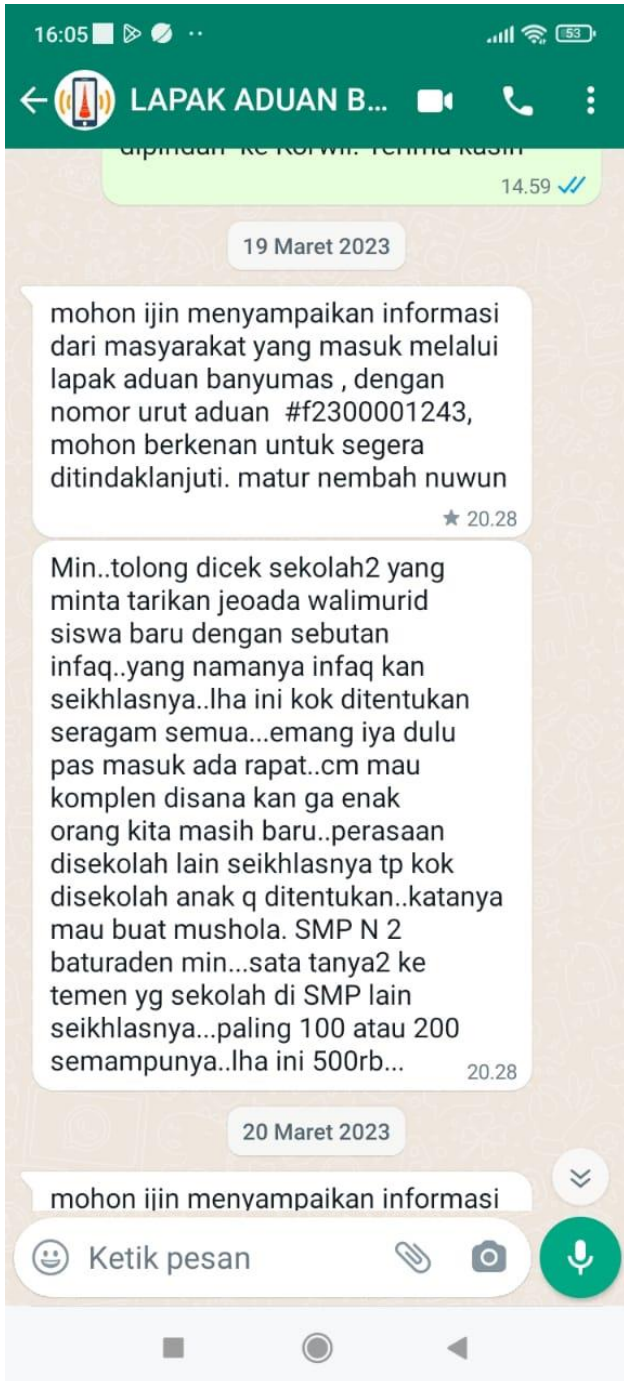 16:05
53
LAPAK ADUAN B...
dipindah ke Korwil. Terima kasih
14.59
19 Maret 2023
mohon ijin menyampaikan informasi
dari masyarakat yang masuk melalui
lapak aduan banyumas , dengan
nomor urut aduan  #f2300001243,
mohon berkenan untuk segera
ditindaklanjuti. matur nembah nuwun
20.28
Min..tolong dicek sekolah2 yang
minta tarikan jeoada walimurid
siswa baru dengan sebutan
infaq..yang namanya infaq kan
seikhlasnya..lha ini kok ditentukan
seragam semua...emang iya dulu
pas masuk ada rapat..cm mau
komplen disana kan ga enak
orang kita masih baru..perasaan
disekolah lain seikhlasnya tp kok
disekolah anak q ditentukan..katanya
mau buat mushola. SMP N 2
baturaden min...sata tanya2 ke
temen yg sekolah di SMP lain
seikhlasnya...paling 100 atau 200
semampunya..lha ini 500rb...
20.28
20 Maret 2023
mohon ijin menyampaikan informasi
Ketik pesan